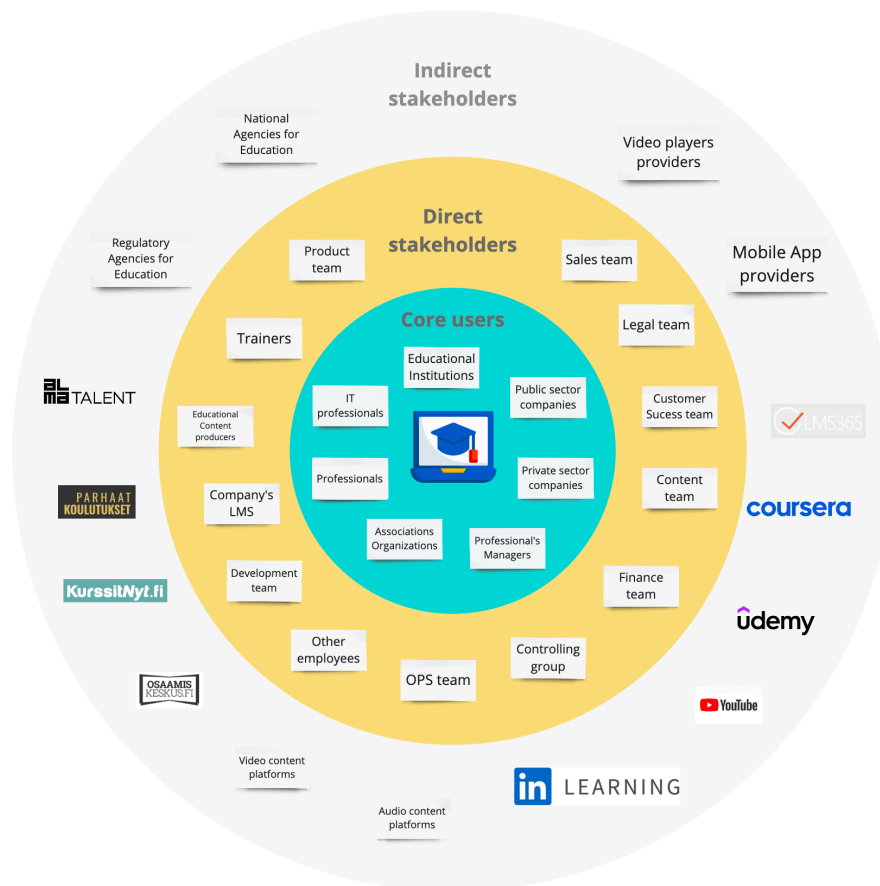 Indirect
stakeholders
National
Agencies for
Education
Video players
providers
Regulatory
Agencies for
Education
Mobile App
providers
Direct
stakeholders
Product
team
Sales team
Trainers
Legal team
Educational
Content
producers
Customer
Sucess team
Company's
LMS
Content
team
Development
team
Finance
team
Other
employees
Controlling
group
OPS team
Core users
Educational
Institutions
IT
professionals
Public sector
companies
Professionals
Private sector
companies
Associations
Organizations
Professional's
Managers
ALMA TALENT
LMS365
PARHAAT
KOULUTUKSET
coursera
KurssitNyt.fi
ûdemy
OSAAMIS
KESKUS.FI
YouTube
Video content
platforms
in LEARNING
Audio content
platforms